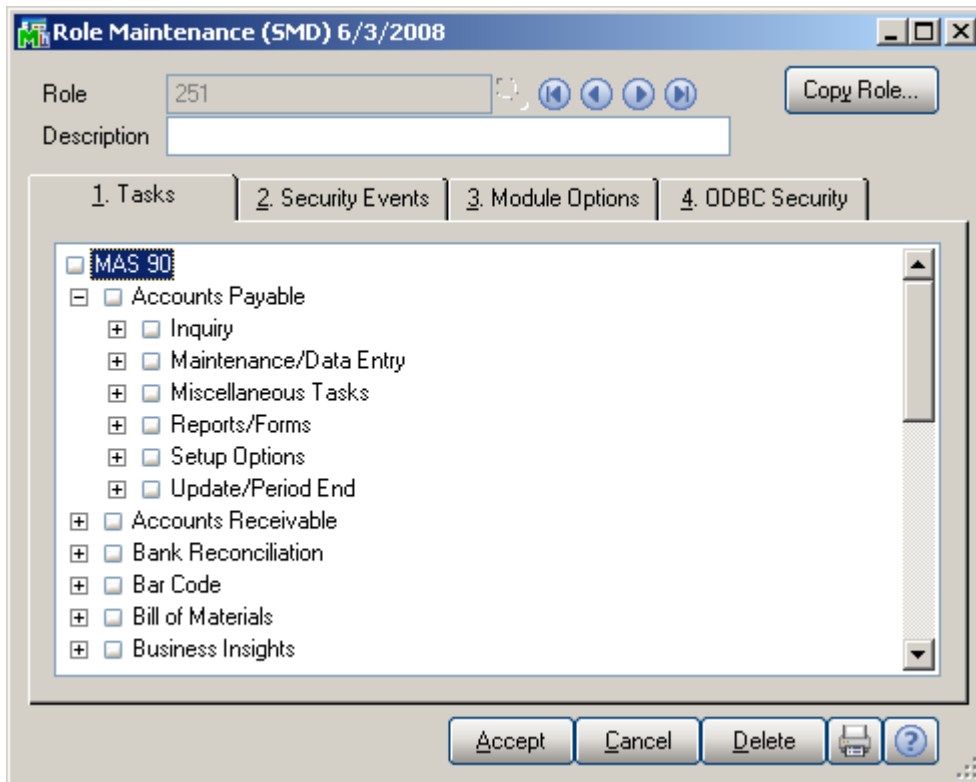 Role Maintenance (SMD) 6/3/2008
Role 251 Copy Role...
Description
1. Tasks 2. Security Events 3. Module Options 4. ODBC Security
MAS 90
Accounts Payable
Inquiry
Maintenance/Data Entry
Miscellaneous Tasks
Reports/Forms
Setup Options
Update/Period End
Accounts Receivable
Bank Reconciliation
Bar Code
Bill of Materials
Business Insights
Accept Cancel Delete ?